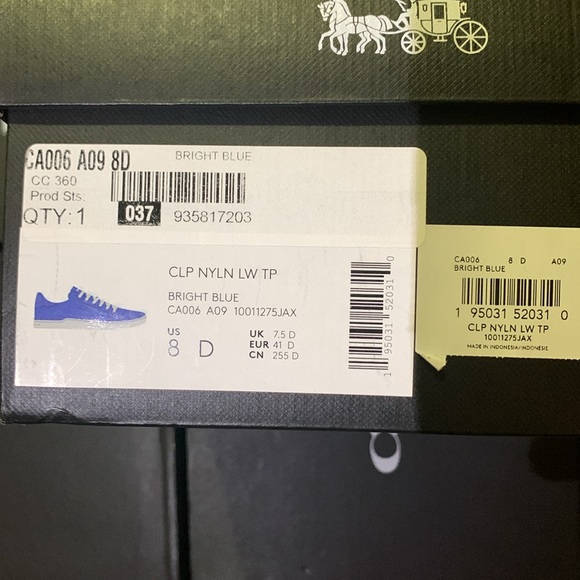 CA006 A09 8D
BRIGHT BLUE
CC 360
Prod Sts:
QTY: 1
037
935817203
CLP NYLN LW TP
BRIGHT BLUE
CA006 A09 10011275JAX
US
8 D
UK 7.5 D
EUR 41 D
CN 255 D
1 95031 52031 0
CA006 8 D A09
BRIGHT BLUE
1 95031 52031 0
CLP NYLN LW TP
10011275JAX
MADE IN INDONESIA/INDONESIE